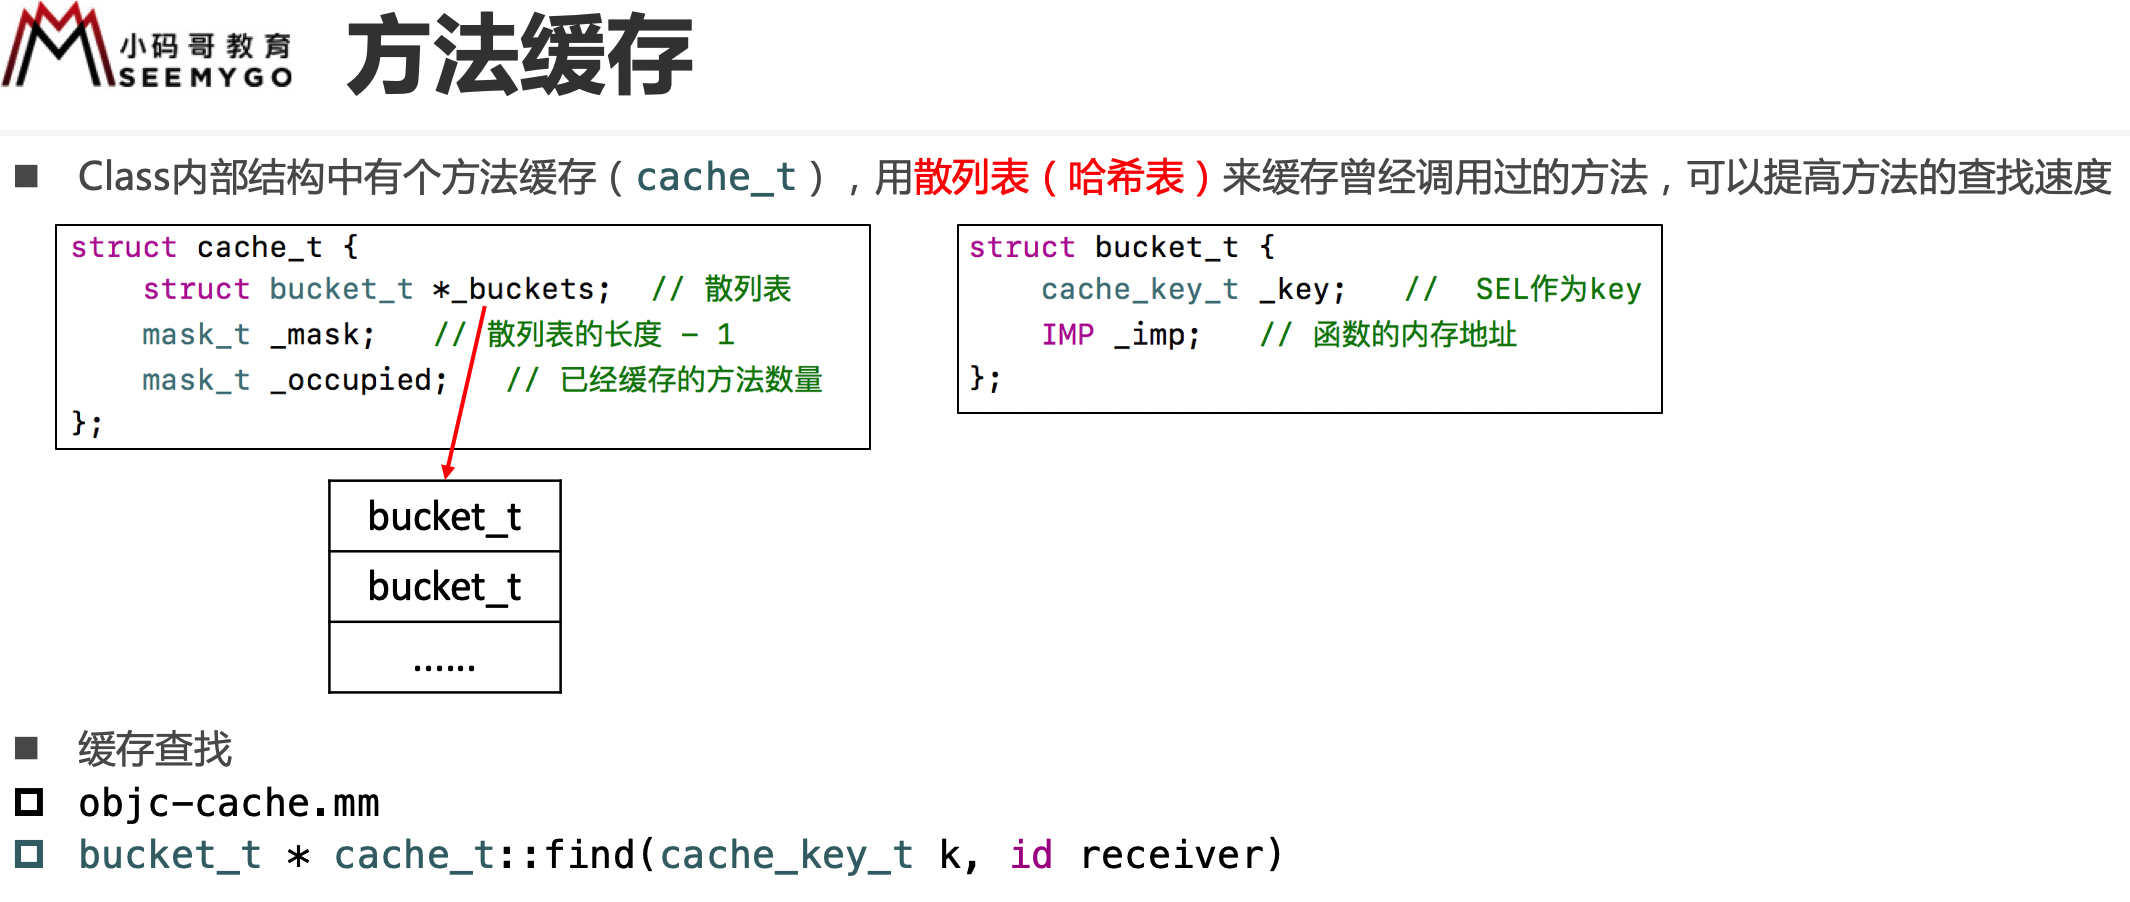 小码哥教育
SEEMYGO
方法缓存
■ Class内部结构中有个方法缓存（cache_t），用散列表（哈希表）来缓存曾经调用过的方法，可以提高方法的查找速度
struct cache_t {
    struct bucket_t *_buckets;  // 散列表
    mask_t _mask;   // 散列表的长度 - 1
    mask_t _occupied;   // 已经缓存的方法数量
};
struct bucket_t {
    cache_key_t _key;   //  SEL作为key
    IMP _imp;   // 函数的内存地址
};
bucket_t
bucket_t
......
■ 缓存查找
objc-cache.mm
bucket_t * cache_t::find(cache_key_t k, id receiver)